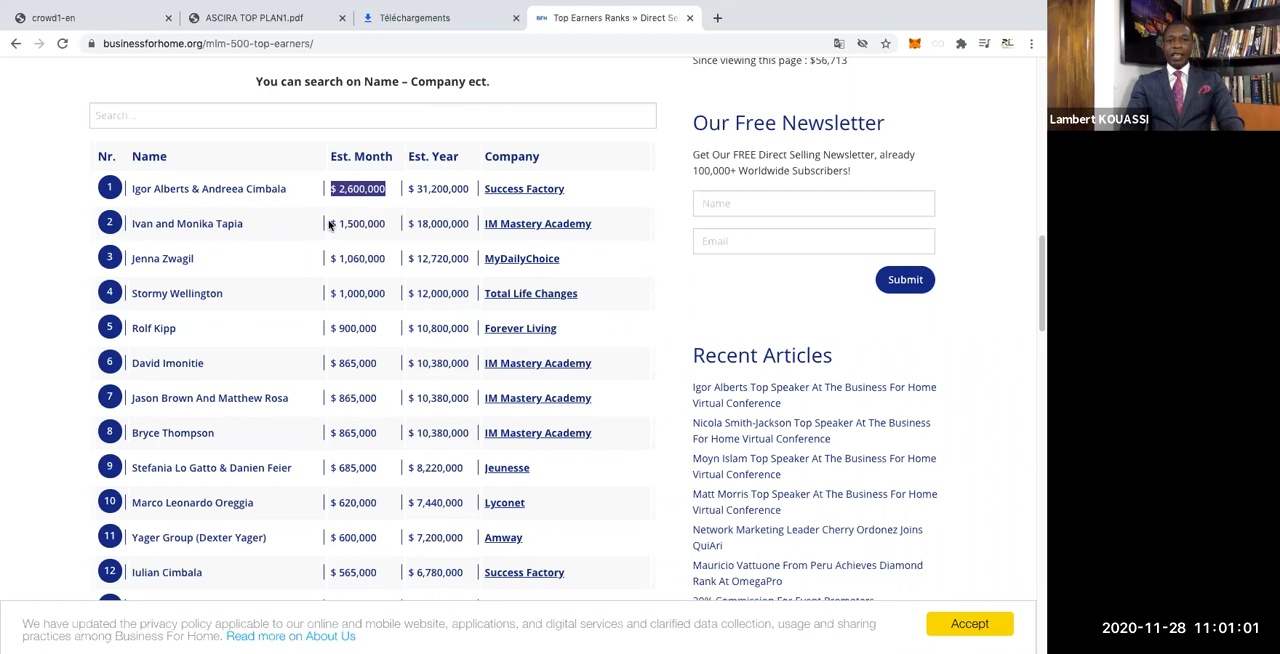 crowd1-en
ASCIRA TOP PLAN1.pdf
Téléchargements
BFH Top Earners Ranks » Direct Se
businessforhome.org/mlm-500-top-earners/
You can search on Name – Company ect.
Search...
Nr. Name Est. Month Est. Year Company
1 Igor Alberts & Andreea Cimbala $ 2,600,000 $ 31,200,000 Success Factory
2 Ivan and Monika Tapia $ 1,500,000 $ 18,000,000 IM Mastery Academy
3 Jenna Zwagil $ 1,060,000 $ 12,720,000 MyDailyChoice
4 Stormy Wellington $ 1,000,000 $ 12,000,000 Total Life Changes
5 Rolf Kipp $ 900,000 $ 10,800,000 Forever Living
6 David Imonitie $ 865,000 $ 10,380,000 IM Mastery Academy
7 Jason Brown And Matthew Rosa $ 865,000 $ 10,380,000 IM Mastery Academy
8 Bryce Thompson $ 865,000 $ 10,380,000 IM Mastery Academy
9 Stefania Lo Gatto & Danien Feier $ 685,000 $ 8,220,000 Jeunesse
10 Marco Leonardo Oreggia $ 620,000 $ 7,440,000 Lyconet
11 Yager Group (Dexter Yager) $ 600,000 $ 7,200,000 Amway
12 Iulian Cimbala $ 565,000 $ 6,780,000 Success Factory
Since viewing this page : $56,713
Our Free Newsletter
Get Our FREE Direct Selling Newsletter, already
100,000+ Worldwide Subscribers!
Name
Email
Submit
Recent Articles
Igor Alberts Top Speaker At The Business For Home
Virtual Conference
Nicola Smith-Jackson Top Speaker At The Business
For Home Virtual Conference
Moyn Islam Top Speaker At The Business For Home
Virtual Conference
Matt Morris Top Speaker At The Business For Home
Virtual Conference
Network Marketing Leader Cherry Ordonez Joins
QuiAri
Mauricio Vattuone From Peru Achieves Diamond
Rank At OmegaPro
We have updated the privacy policy applicable to our online and mobile website, applications, and digital services and clarified data collection, usage and sharing
practices among Business For Home. Read more on About Us
Accept
Lambert KOUASSI
2020-11-28 11:01:01